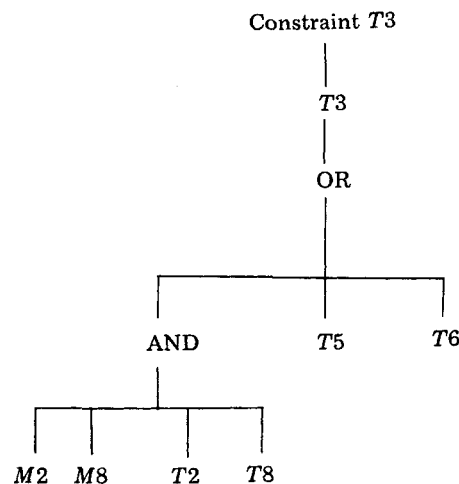 Constraint T3
T3
OR
AND T5 T6
M2 M8 T2 T8